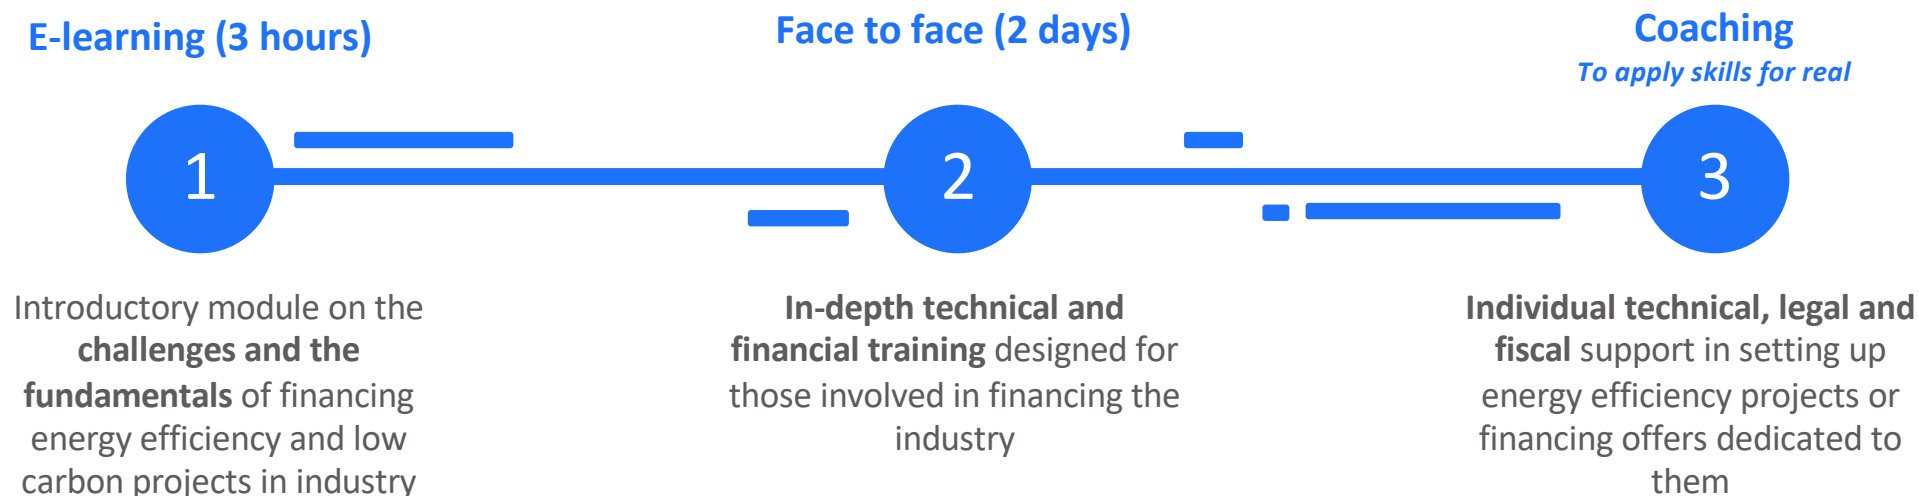 E-learning (3 hours)
1
Introductory module on the
challenges and the
fundamentals of financing
energy efficiency and low
carbon projects in industry
Face to face (2 days)
2
In-depth technical and
financial training designed for
those involved in financing the
industry
Coaching
To apply skills for real
3
Individual technical, legal and
fiscal support in setting up
energy efficiency projects or
financing offers dedicated to
them